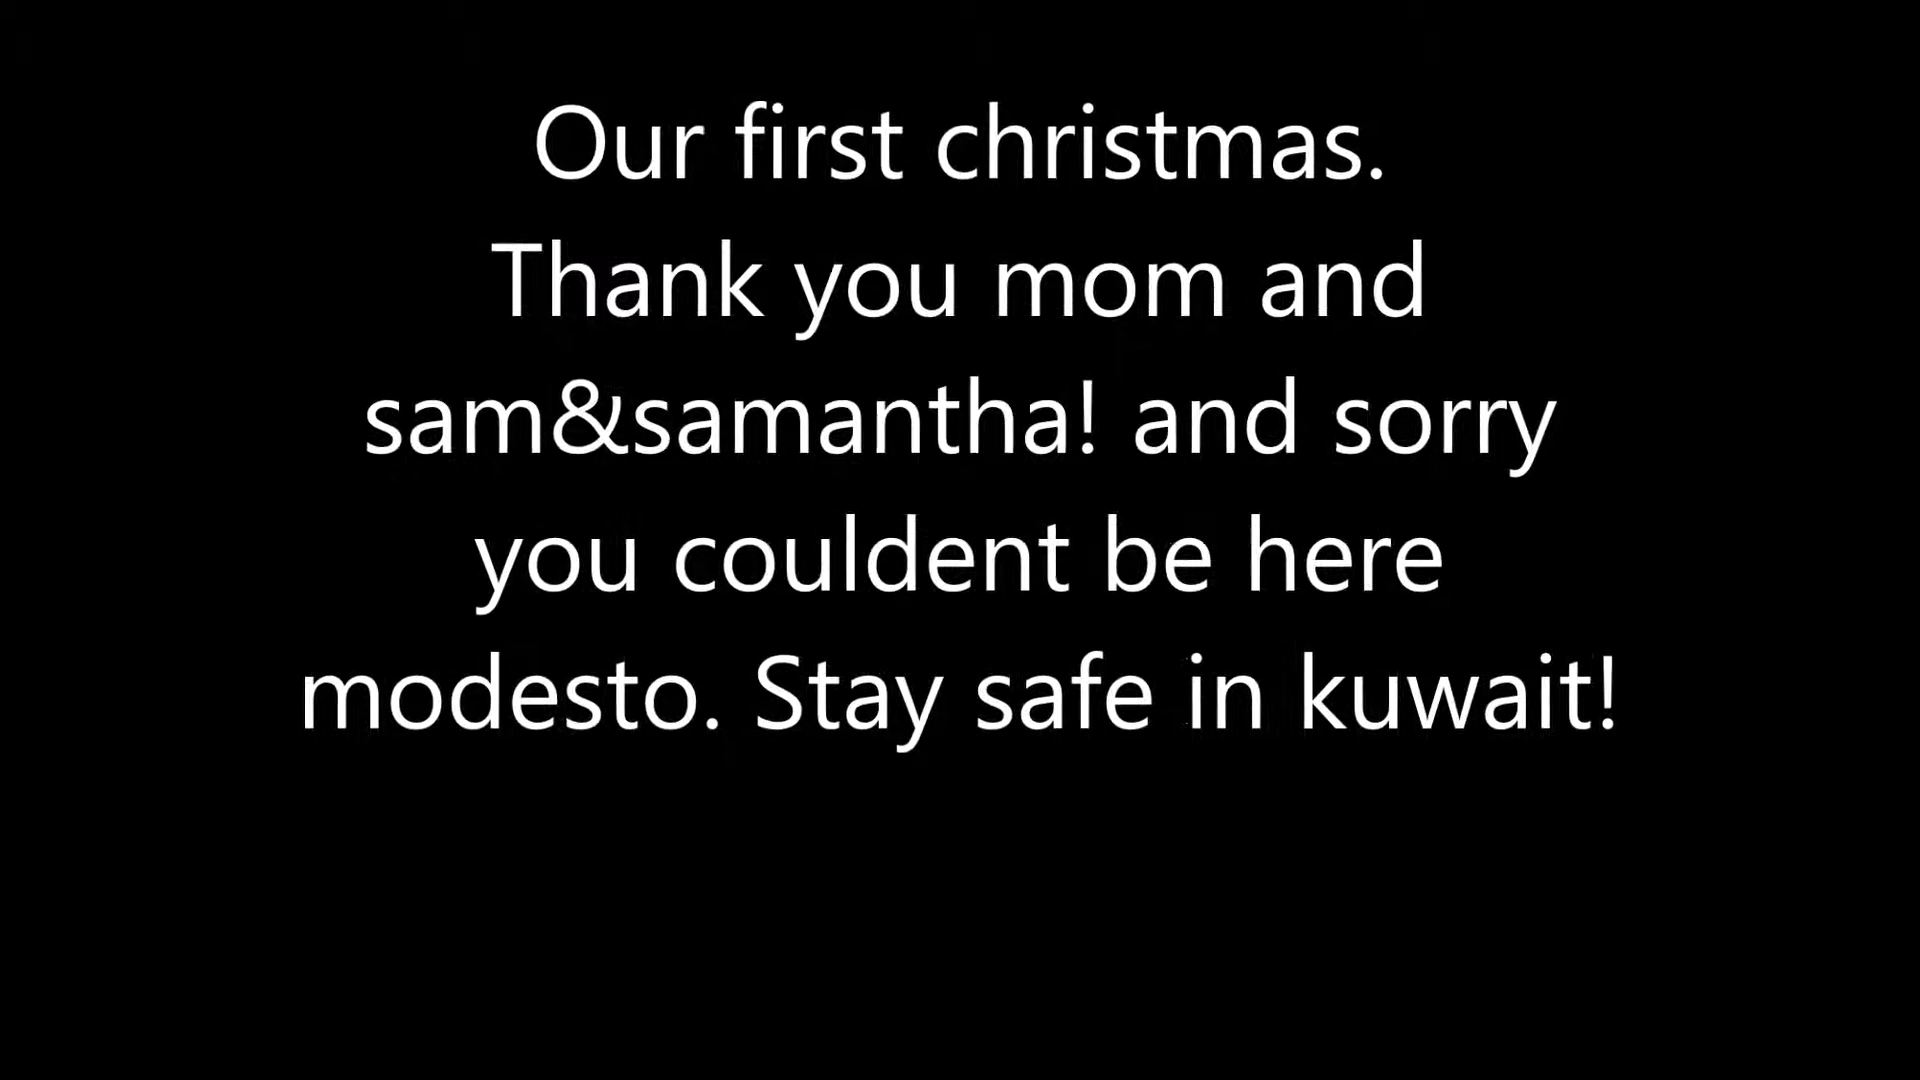 Our first christmas.
Thank you mom and
sam&samantha! and sorry
you couldent be here
modesto. Stay safe in kuwait!